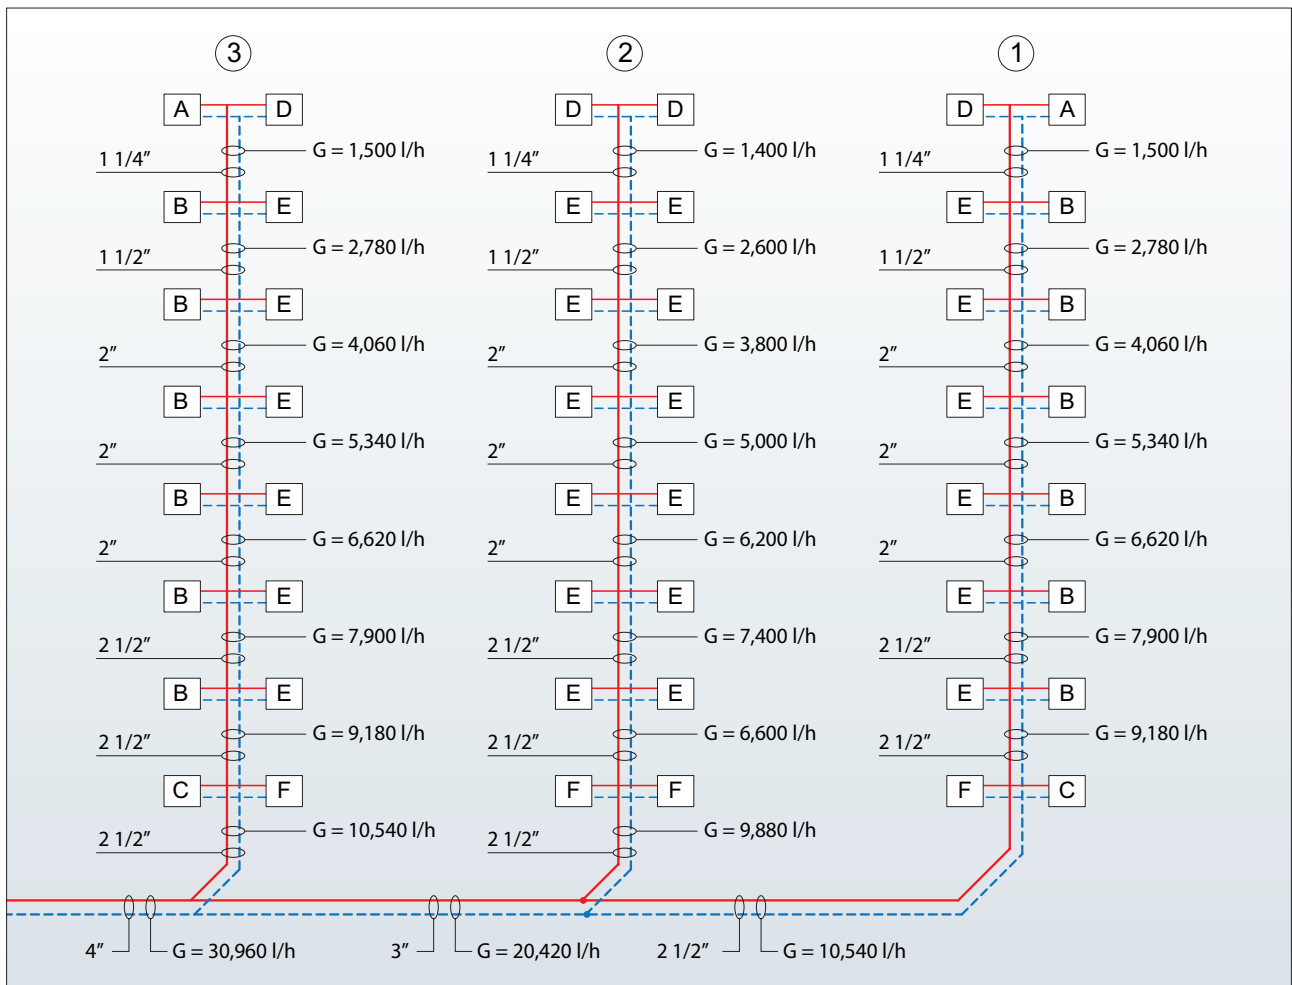 3 2 1
A D D D D A
G = 1,500 l/h G = 1,400 l/h G = 1,500 l/h
1 1/4” 1 1/4” 1 1/4”
B E E E E B
G = 2,780 l/h G = 2,600 l/h G = 2,780 l/h
1 1/2” 1 1/2” 1 1/2”
B E E E E B
G = 4,060 l/h G = 3,800 l/h G = 4,060 l/h
2” 2” 2”
B E E E E B
G = 5,340 l/h G = 5,000 l/h G = 5,340 l/h
2” 2” 2”
B E E E E B
G = 6,620 l/h G = 6,200 l/h G = 6,620 l/h
2” 2” 2”
B E E E E B
G = 7,900 l/h G = 7,400 l/h G = 7,900 l/h
2 1/2” 2 1/2” 2 1/2”
B E E E E B
G = 9,180 l/h G = 6,600 l/h G = 9,180 l/h
2 1/2” 2 1/2” 2 1/2”
C F F F F C
G = 10,540 l/h G = 9,880 l/h
2 1/2” 2 1/2”
4” G = 30,960 l/h 3” G = 20,420 l/h 2 1/2” G = 10,540 l/h